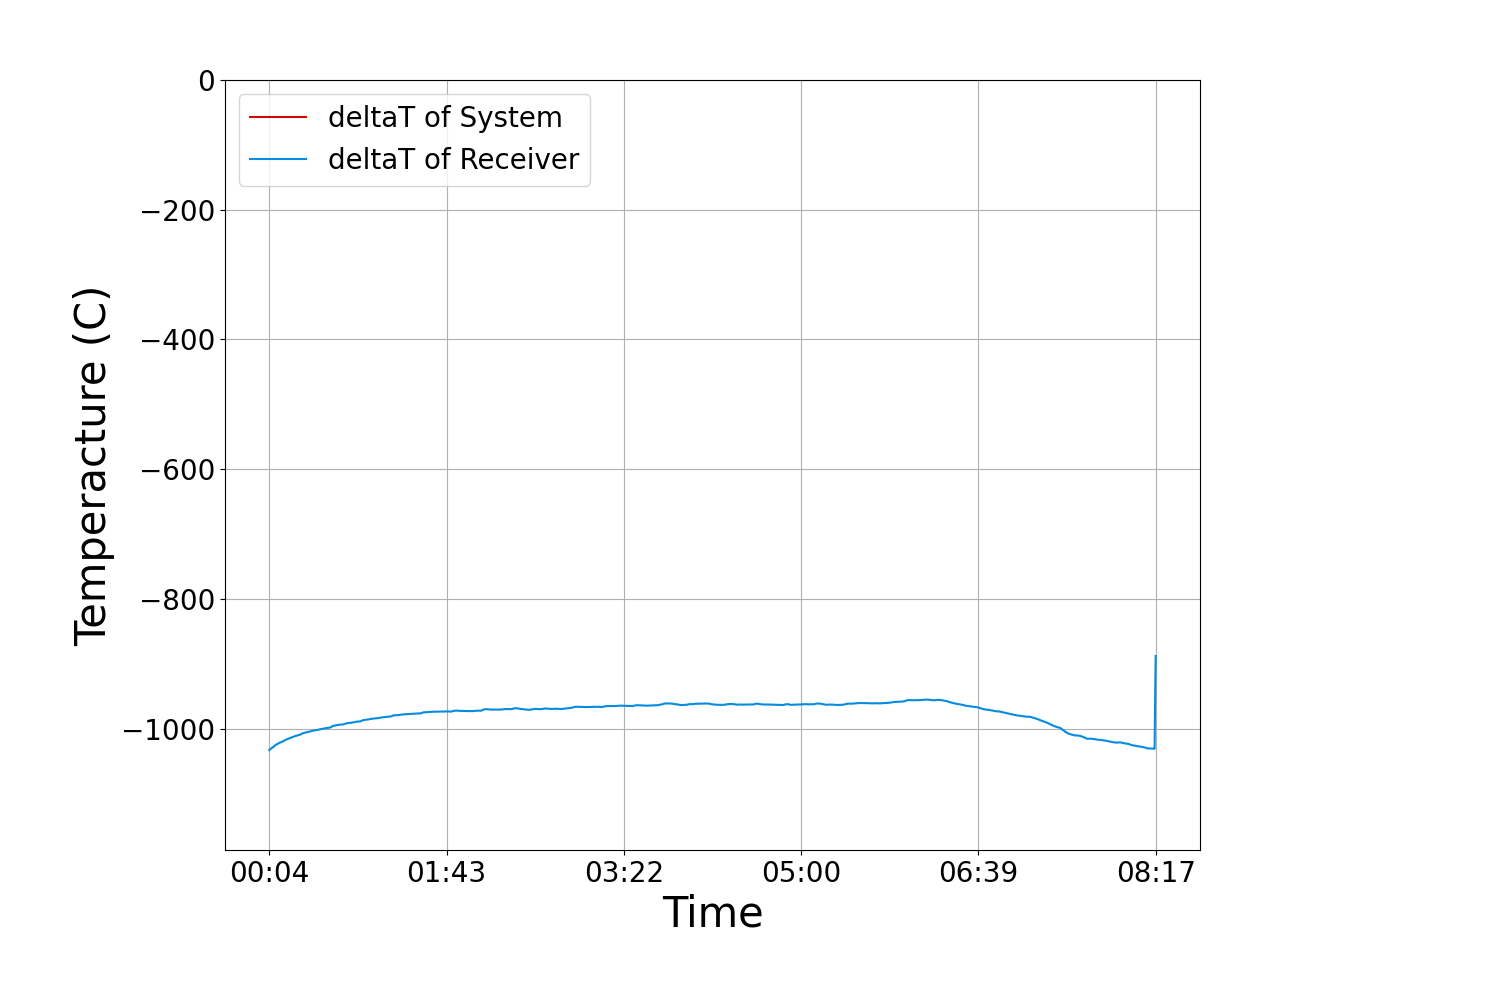 0
−200
−400
−600
−800
−1000
Temperacture (C)
deltaT of System
deltaT of Receiver
00:04 01:43 03:22 05:00 06:39 08:17
Time